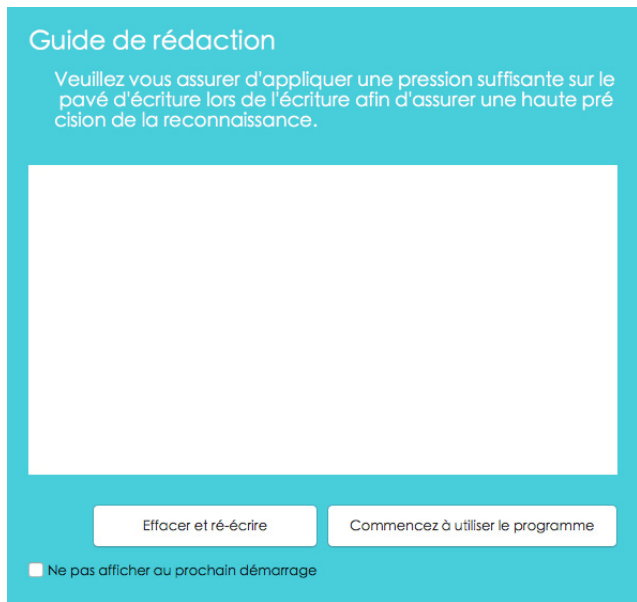 Guide de rédaction
Veuillez vous assurer d'appliquer une pression suffisante sur le
pavé d'écriture lors de l'écriture afin d'assurer une haute pré
cision de la reconnaissance.
Effacer et ré-écrire
Commencez à utiliser le programme
Ne pas afficher au prochain démarrage